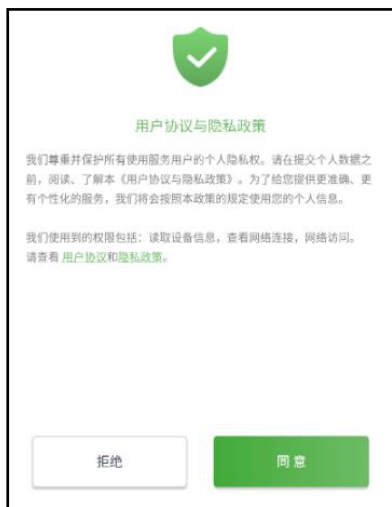 用户协议与隐私政策
我们尊重并保护所有使用服务用户的个人隐私权。请在提交个人数据之
前，阅读、了解本《用户协议与隐私政策》。为了给您提供更准确、更
有个性化的服务，我们将会按照本政策的规定使用您的个人信息。
我们使用到的权限包括：读取设备信息，查看网络连接，网络访问。
请查看 用户协议和隐私政策。
拒绝
同意